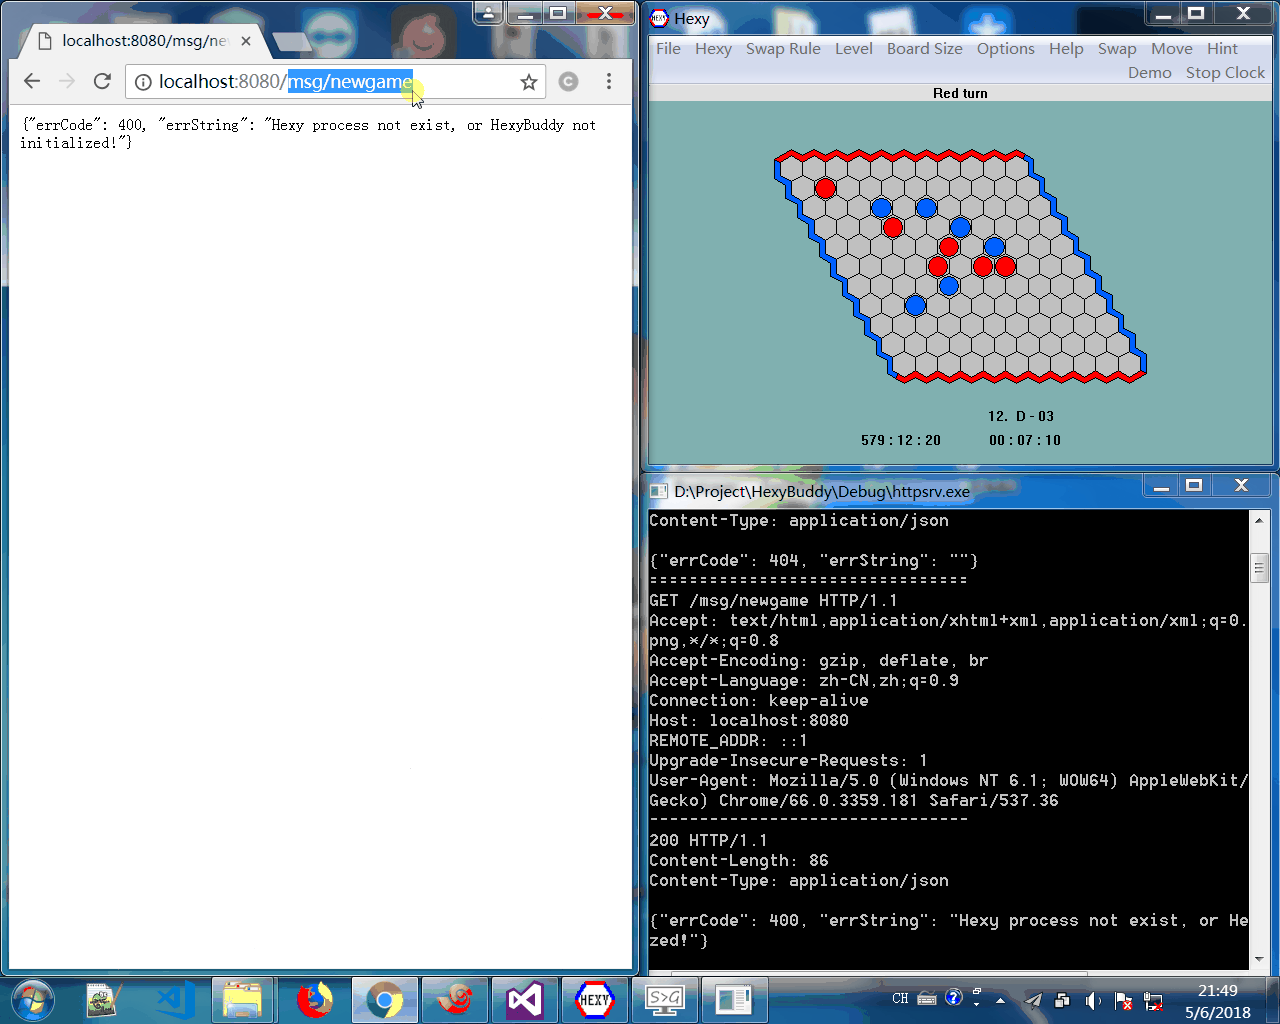 localhost:8080/msg/ne
localhost:8080/msg/newgame
{"errCode": 400, "errString": "Hexy process not exist, or HexyBuddy not
initialized!"}
HEXY Hexy
File Hexy Swap Rule Level Board Size Options Help Swap Move Hint
Demo Stop Clock
Red turn
12. D - 03
579 : 12 : 20 00 : 07 : 10
D:\Project\HexyBuddy\Debug\httpsrv.exe
Content-Type: application/json
{"errCode": 404, "errString": ""}
================================
GET /msg/newgame HTTP/1.1
Accept: text/html,application/xhtml+xml,application/xml;q=0.
png,*/*;q=0.8
Accept-Encoding: gzip, deflate, br
Accept-Language: zh-CN,zh;q=0.9
Connection: keep-alive
Host: localhost:8080
REMOTE_ADDR: ::1
Upgrade-Insecure-Requests: 1
User-Agent: Mozilla/5.0 (Windows NT 6.1; WOW64) AppleWebKit/
Gecko) Chrome/66.0.3359.181 Safari/537.36
--------------------------------
200 HTTP/1.1
Content-Length: 86
Content-Type: application/json
{"errCode": 400, "errString": "Hexy process not exist, or He
zed!"}
HEXY S>G CH 21:49
5/6/2018